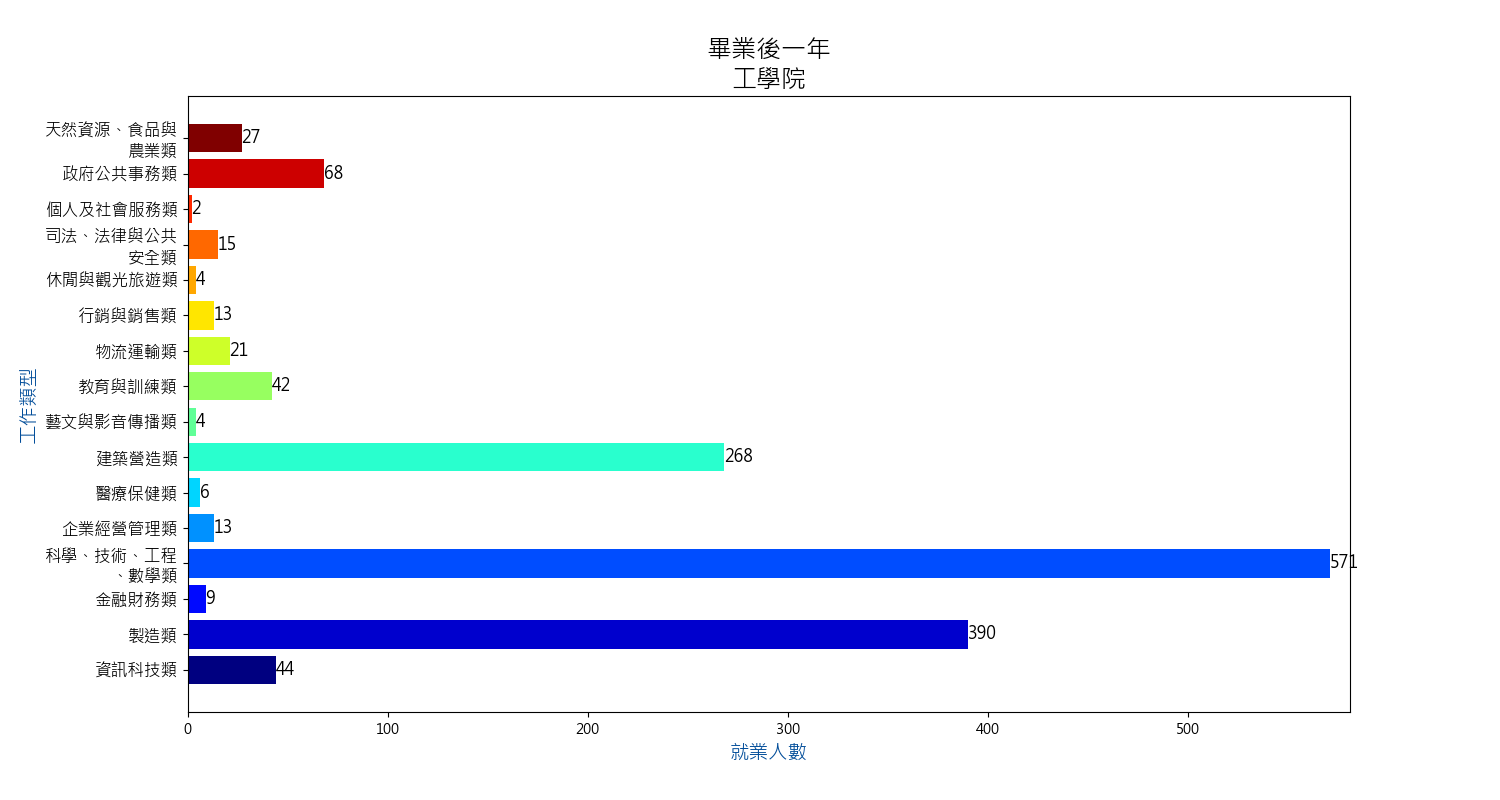 畢業後一年
工學院
天然資源、食品與
農業類
27
政府公共事務類
68
個人及社會服務類
2
司法、法律與公共
安全類
15
休閒與觀光旅遊類
4
行銷與銷售類
13
物流運輸類
21
教育與訓練類
42
藝文與影音傳播類
4
建築營造類
268
醫療保健類
6
企業經營管理類
13
科學、技術、工程
、數學類
571
金融財務類
9
製造類
390
資訊科技類
44
工作類型
0 100 200 300 400 500
就業人數